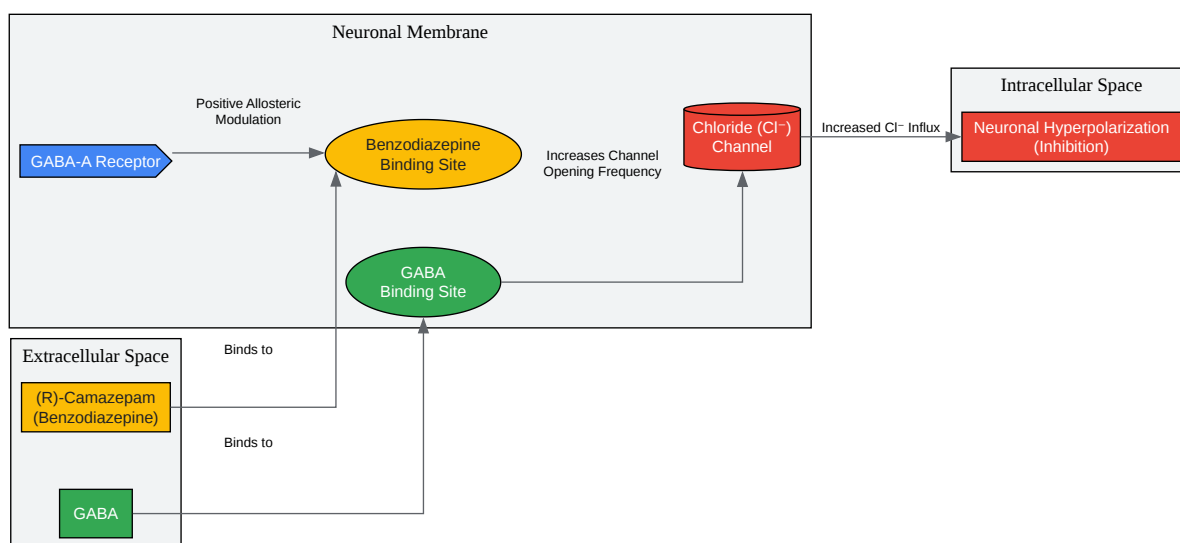 Neuronal Membrane
Positive Allosteric
Modulation
GABA-A Receptor
Benzodiazepine
Binding Site
Increases Channel
Opening Frequency
Chloride (Cl⁻)
Channel
Increased Cl⁻ Influx
Intracellular Space
Neuronal Hyperpolarization
(Inhibition)
GABA
Binding Site
Extracellular Space
Binds to
(R)-Camazepam
(Benzodiazepine)
Binds to
GABA